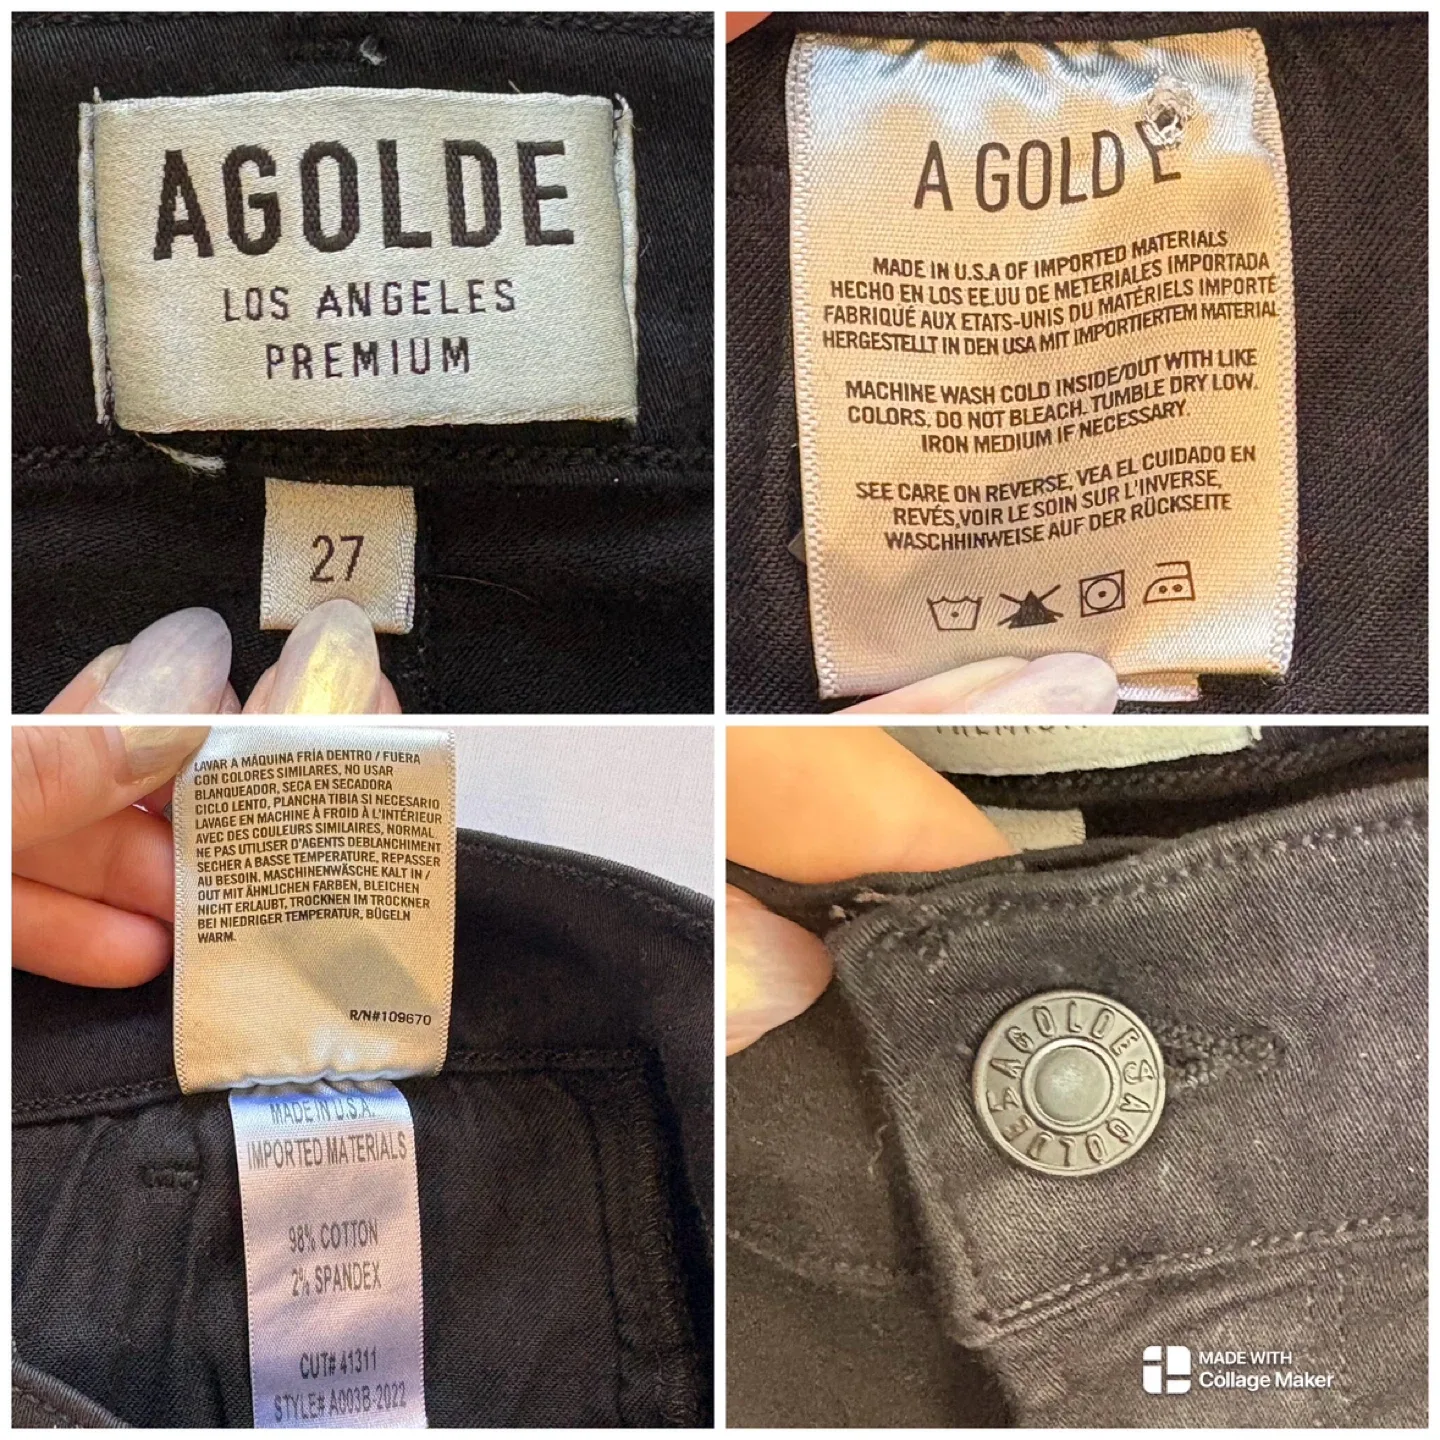 AGOLDE
LOS ANGELES
PREMIUM
27
A GOLD E
MADE IN U.S.A OF IMPORTED MATERIALS
HECHO EN LOS EE.UU DE METERIALES IMPORTADA
FABRIQUÉ AUX ETATS-UNIS DU MATÉRIELS IMPORTÉ
HERGESTELLT IN DEN USA MIT IMPORTIERTEM MATERIAL
MACHINE WASH COLD INSIDE/OUT WITH LIKE
COLORS. DO NOT BLEACH. TUMBLE DRY LOW.
IRON MEDIUM IF NECESSARY.
SEE CARE ON REVERSE, VEA EL CUIDADO EN
REVÉS,VOIR LE SOIN SUR L'INVERSE,
WASCHHINWEISE AUF DER RÜCKSEITE
LAVAR A MÁQUINA FRÍA DENTRO / FUERA
CON COLORES SIMILARES, NO USAR
BLANQUEADOR, SECA EN SECADORA
CICLO LENTO, PLANCHA TIBIA SI NECESARIO
LAVAGE EN MACHINE À FROID À L'INTÉRIEUR
AVEC DES COULEURS SIMILAIRES, NORMAL.
NE PAS UTILISER D'AGENTS DEBLANCHIMENT.
SECHER A BASSE TEMPERATURE, REPASSER
AU BESOIN. MASCHINENWÄSCHE KALT IN /
OUT MIT ÄHNLICHEN FARBEN, BLEICHEN
NICHT ERLAUBT, TROCKNEN IM TROCKNER
BEI NIEDRIGER TEMPERATUR, BÜGELN
WARM.
R/N#109670
MADE IN U.S.A.
IMPORTED MATERIALS
98% COTTON
2% SPANDEX
CUT# 41311
STYLE# A003B-2022
PREMIUM
AGOLDE'S AGOLDE
MADE WITH
Collage Maker